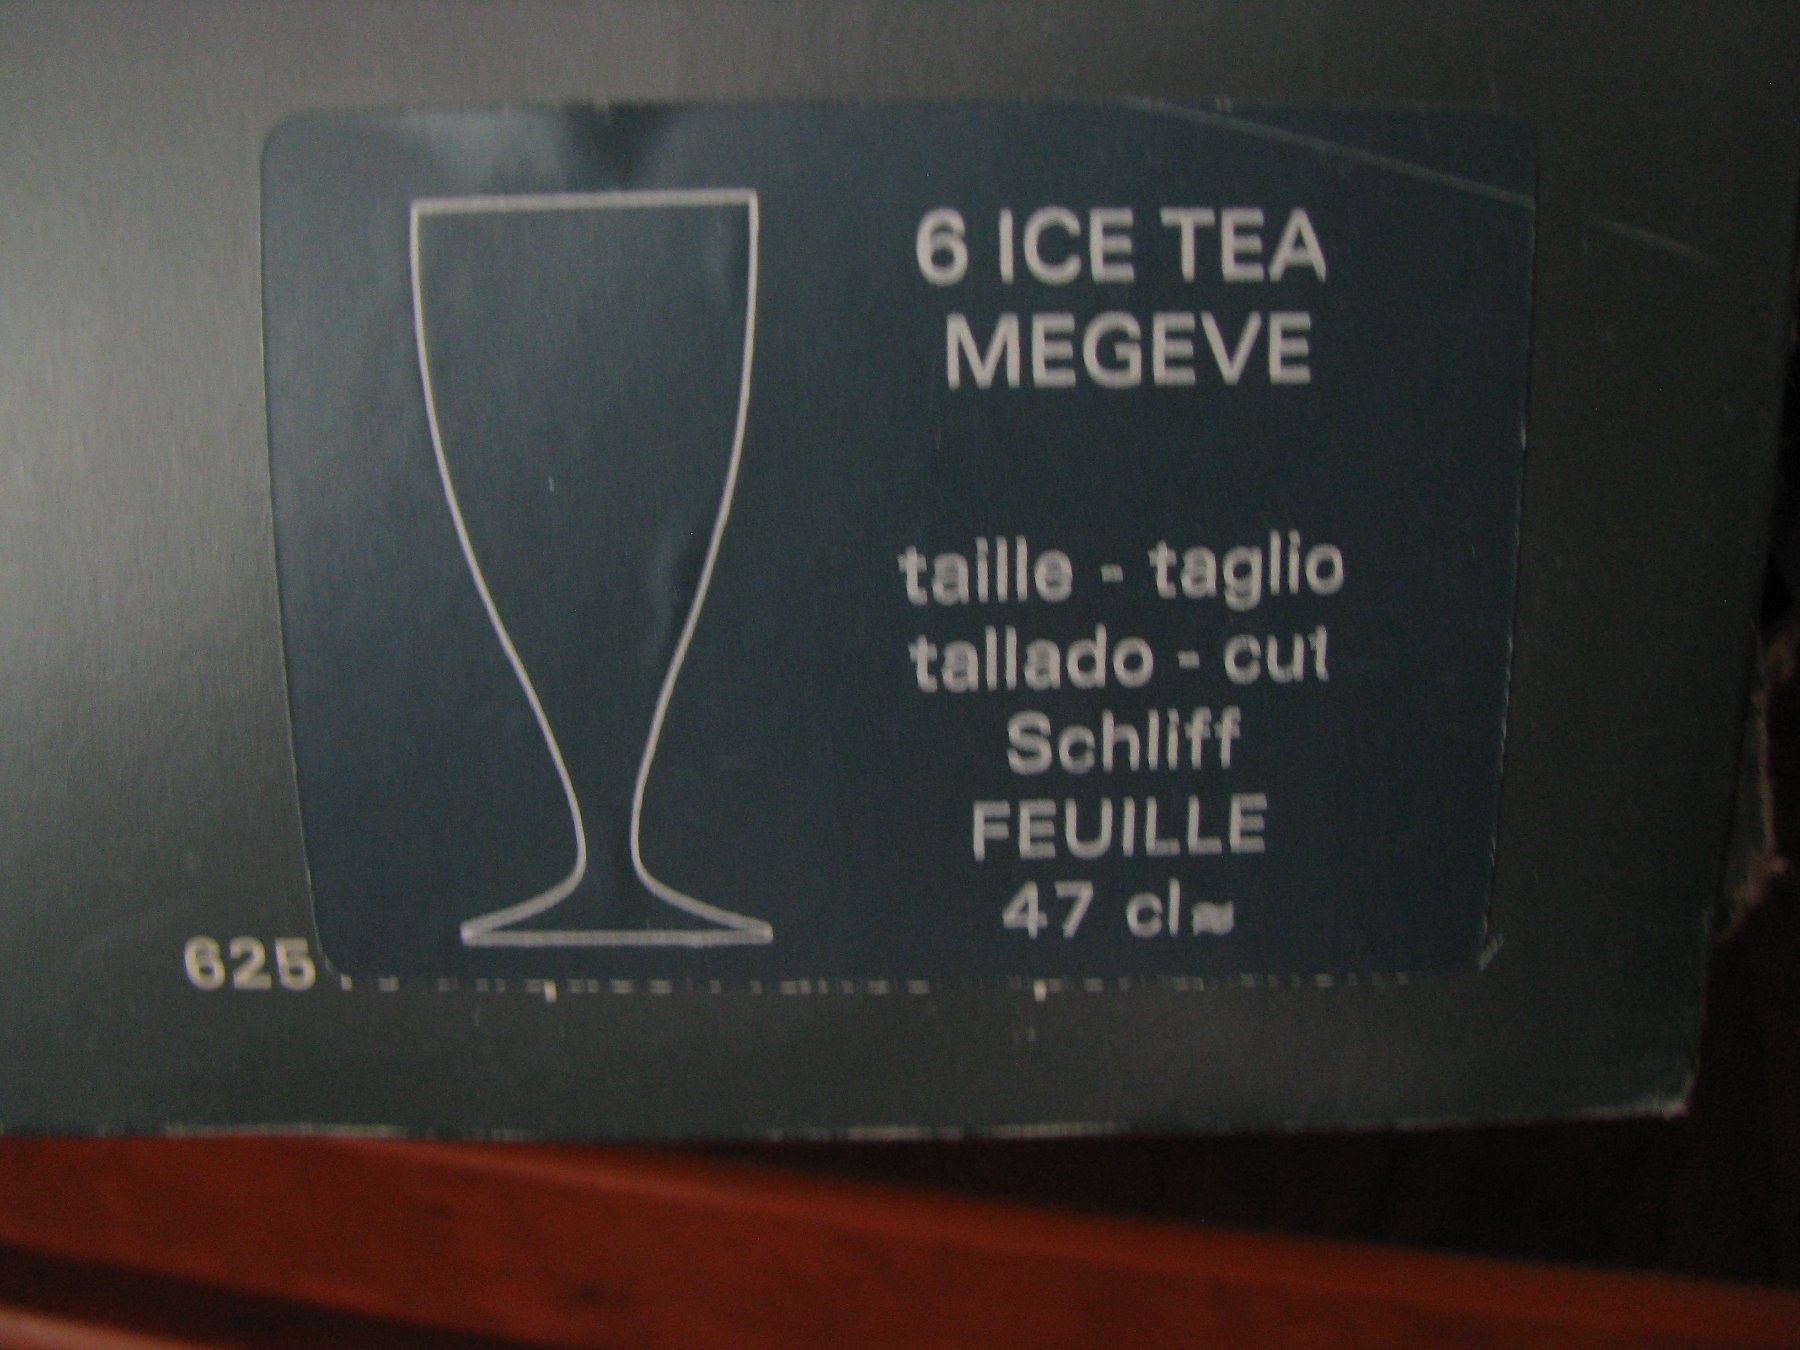 6 ICE TEA
MEGEVE
taille - taglio
tallado - cut
Schliff
FEUILLE
47 cl≈
625